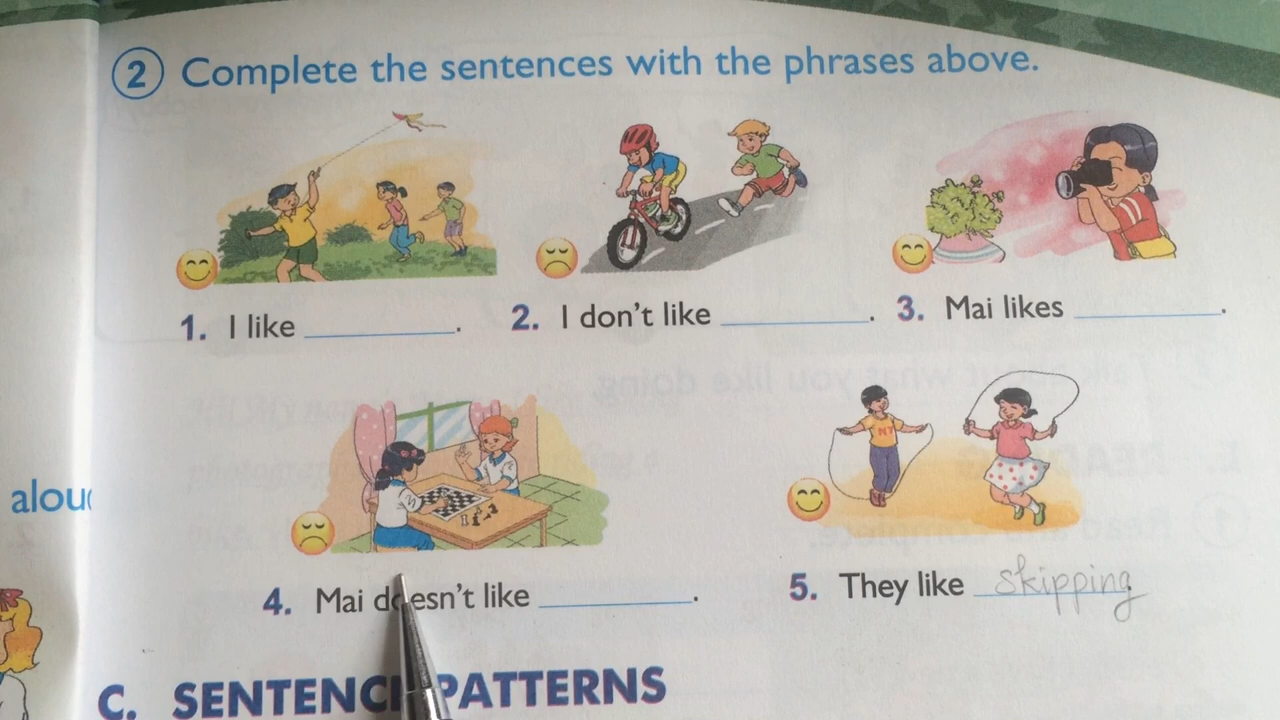 2 Complete the sentences with the phrases above.
1. I like ________.
2. I don't like ________.
3. Mai likes ________.
N7
4. Mai doesn't like ________.
5. They like skipping.
alou
C. SENTENCE PATTERNS